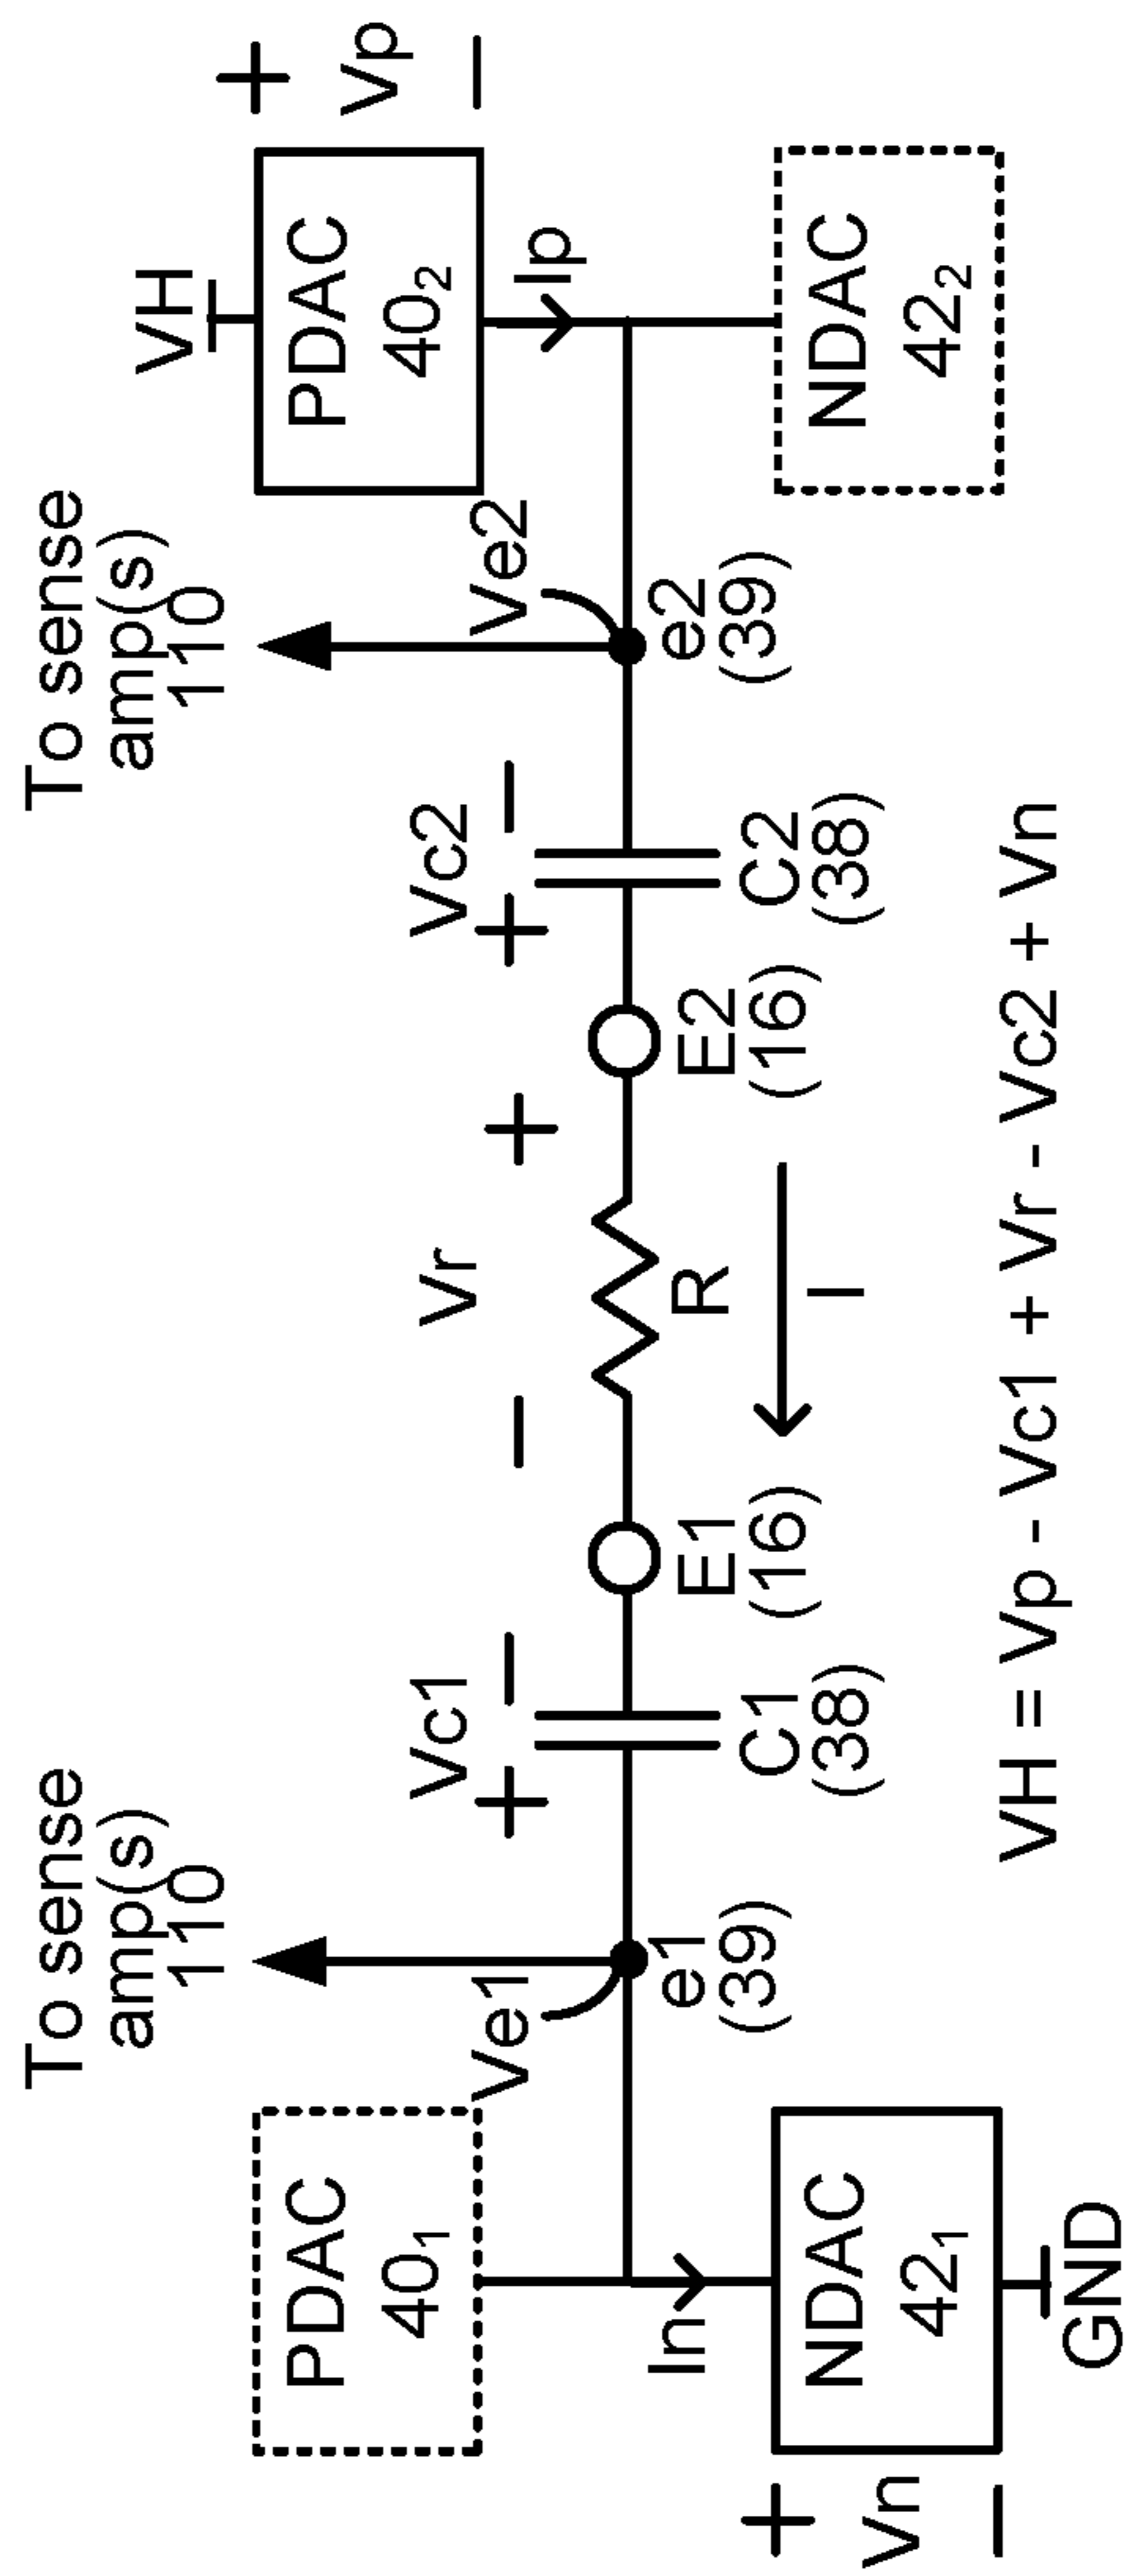 To sense
amp(s)
110
To sense
amp(s)
110
VH
+
Vp
−
PDAC
40₁
PDAC
40₂
Ve1
+ Vc1 −
− Vr +
+ Vc2 −
Ve2
Ip
In
e1
(39)
C1
(38)
E1
(16)
R
E2
(16)
C2
(38)
e2
(39)
I
+
Vn
−
NDAC
42₁
NDAC
42₂
GND
VH = Vp - Vc1 + Vr - Vc2 + Vn